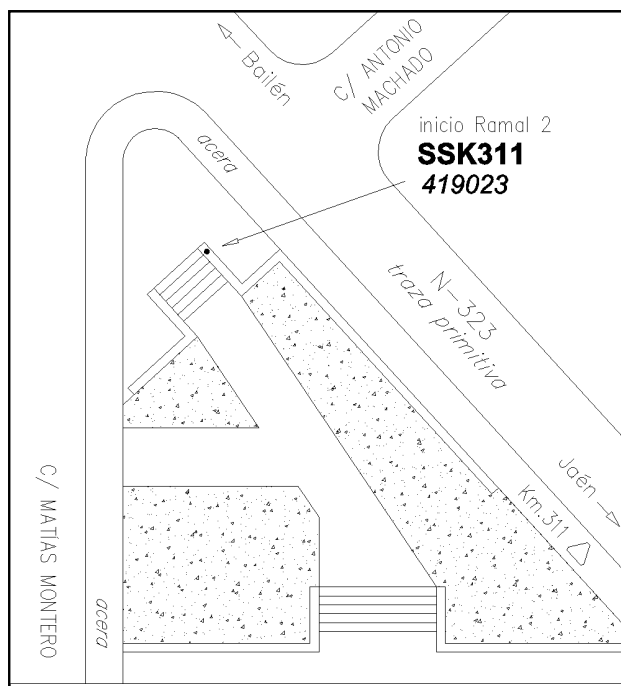 Bailén
C/ ANTONIO
MACHADO
inicio Ramal 2
SSK311
419023
acera
N-323
traza primitiva
Jaén
Km.311
C/ MATÍAS MONTERO
acera